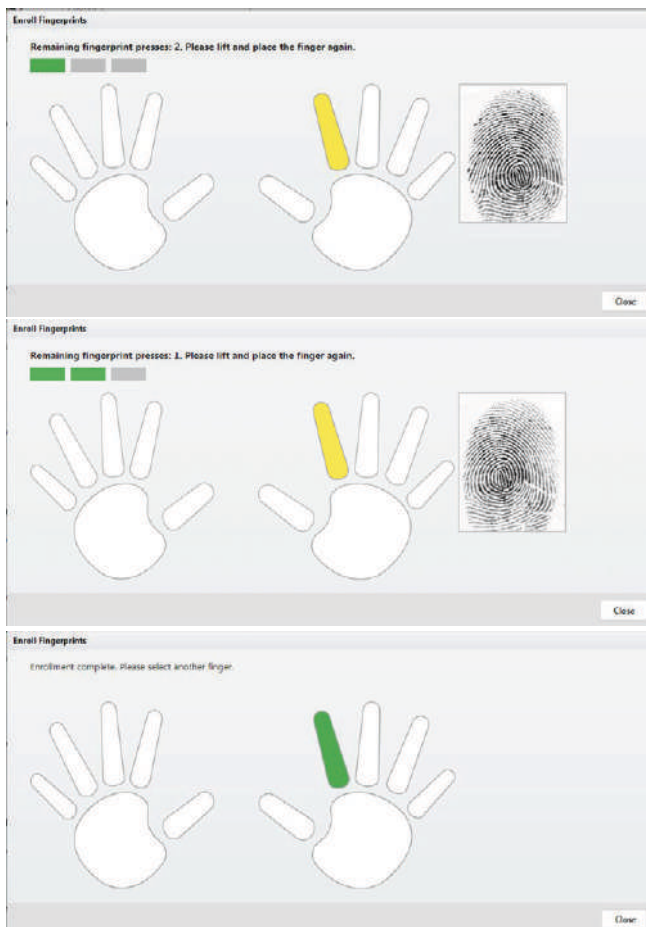 Enroll Fingerprints
Remaining fingerprint presses: 2. Please lift and place the finger again.
Close
Enroll Fingerprints
Remaining fingerprint presses: 1. Please lift and place the finger again.
Close
Enroll Fingerprints
Enrollment complete. Please select another finger.
Close